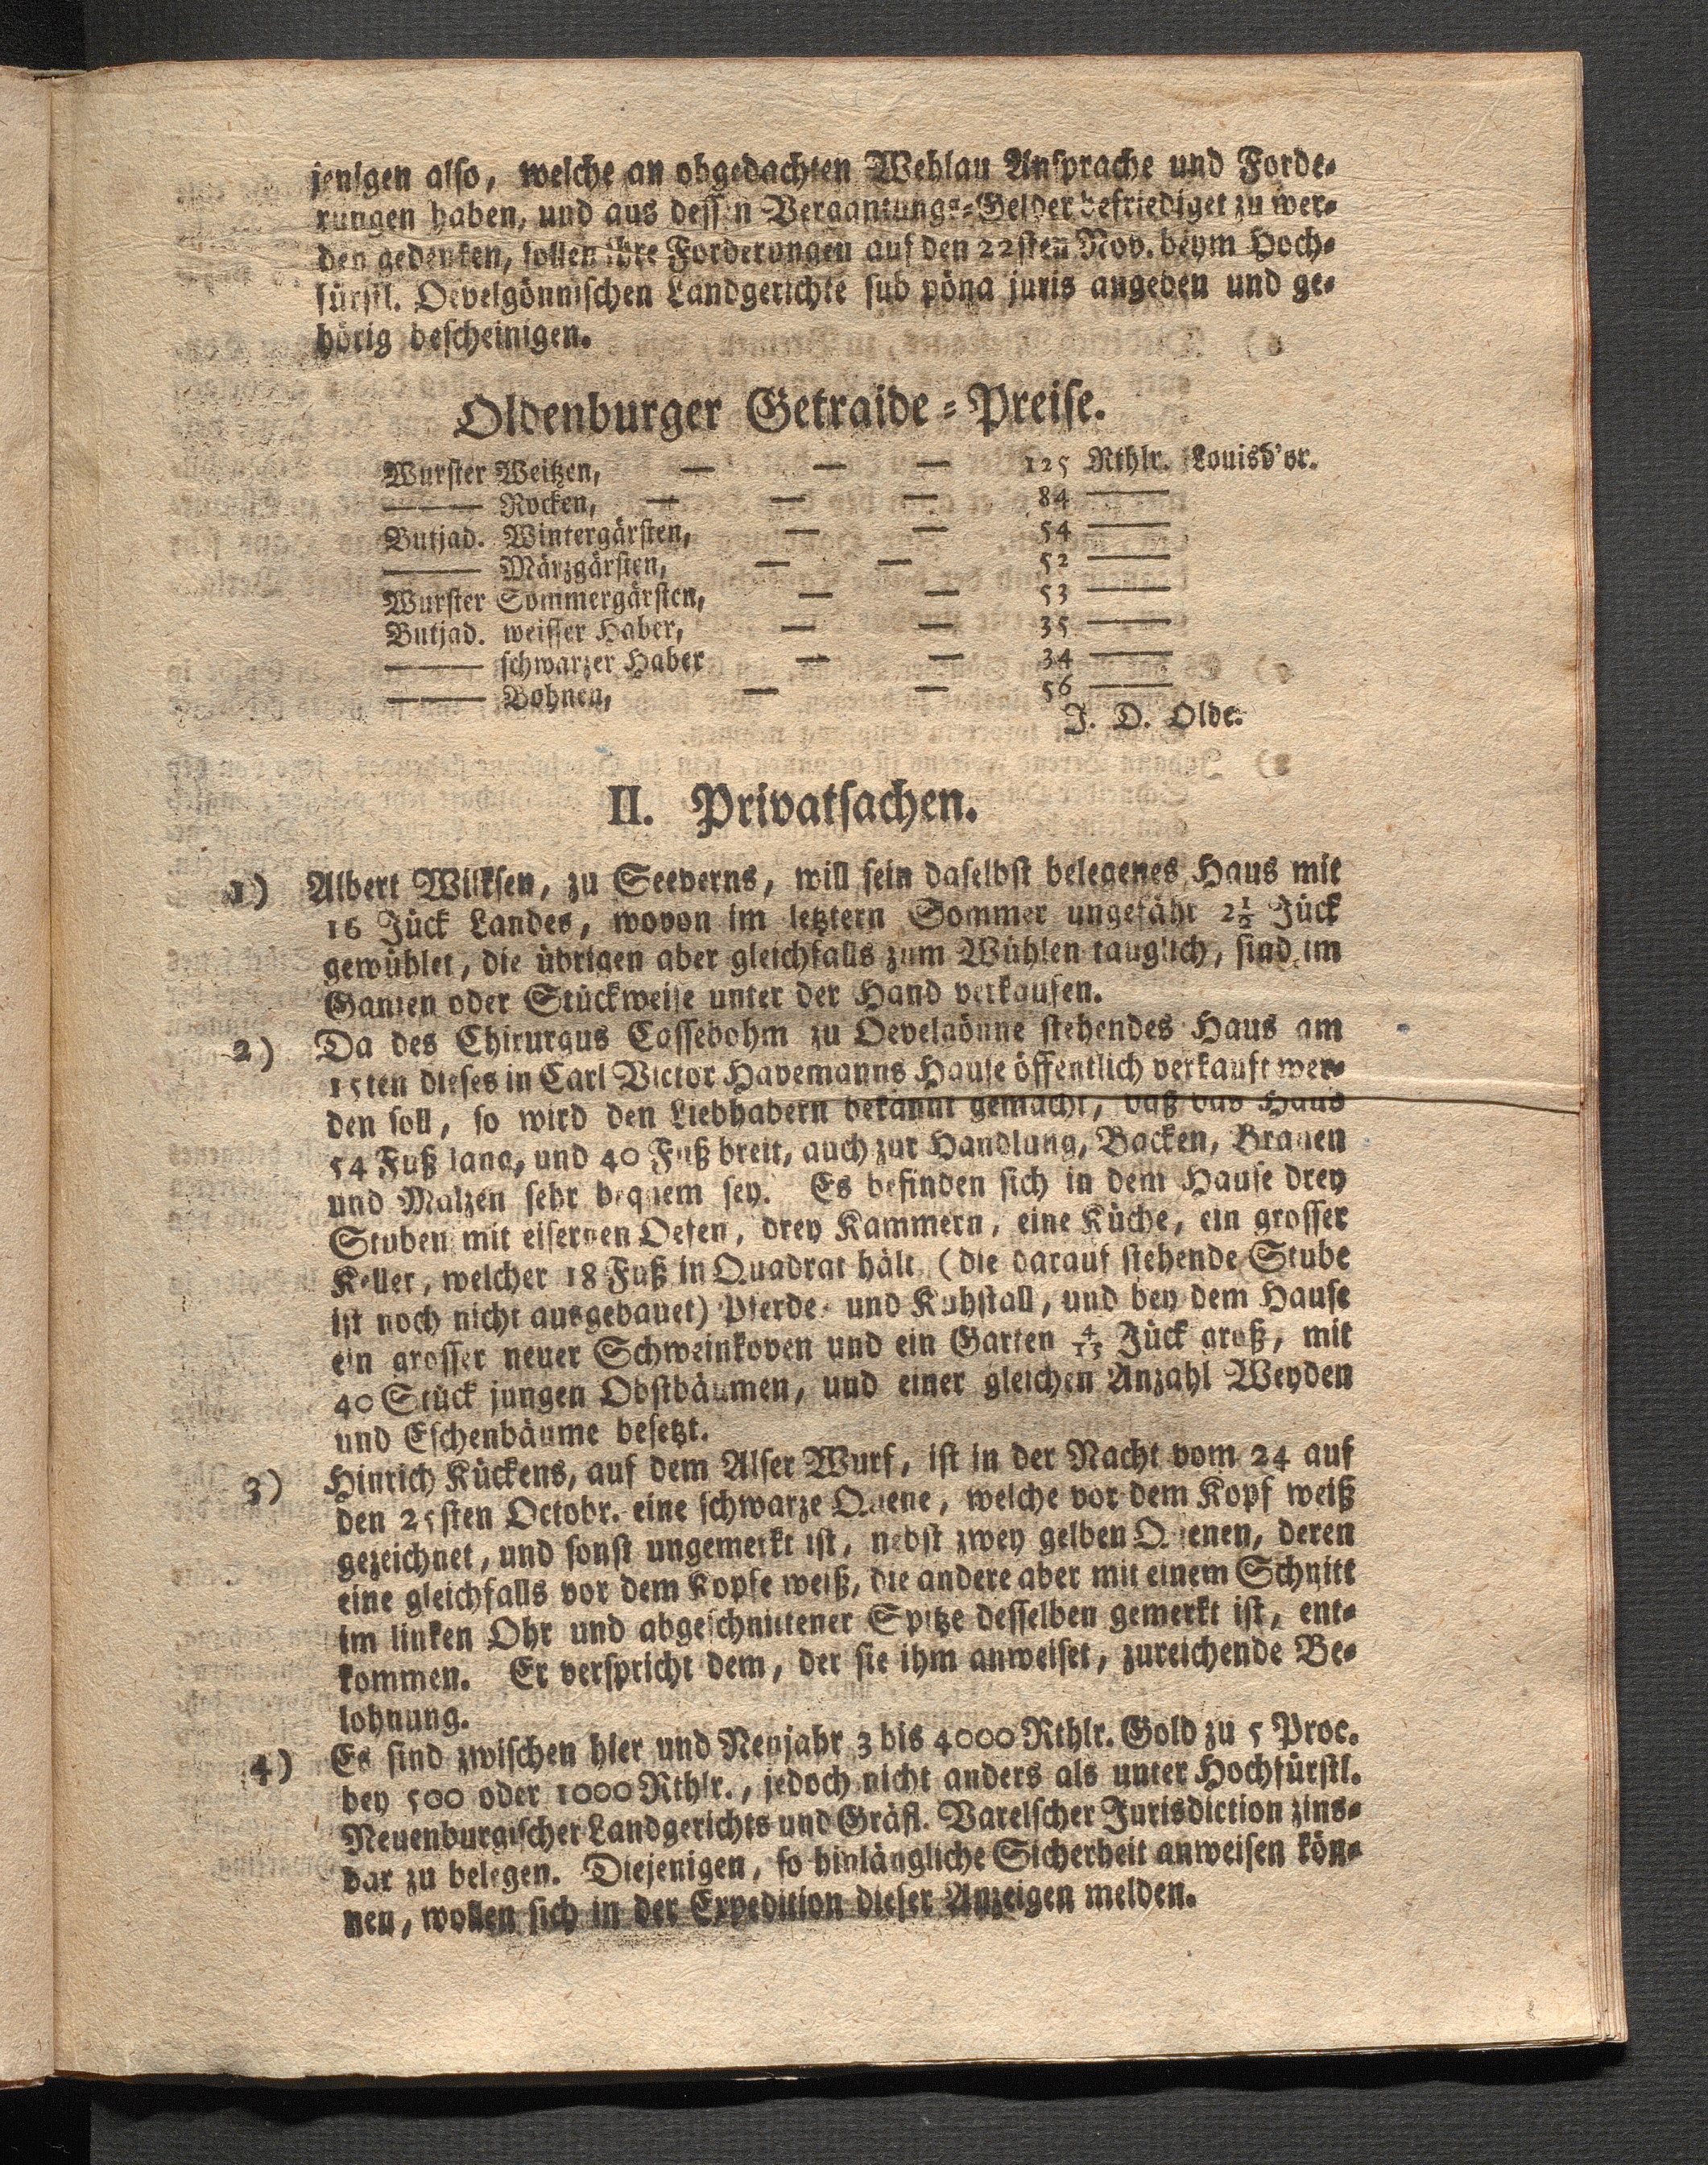 jenigen also, welche an obgedachten Wehlau Ansprache und Forde-
rungen haben, und aus dessen Vergantungs-Gelder befriediget zu wer-
den gedenken, sollen ihre Forderungen auf den 22sten Nov. beym Hoch-
fürstl. Oevelgönnischen Landgerichte sub pöna juris angeben und ge-
hörig bescheinigen.
Oldenburger Getraide-Preise.
Wurster Weitzen, — — — 125 Rthlr. Louisd'or.
—— Rocken, — — — 84 ——
Butjad. Wintergärsten, — — 54 ——
—— Märzgärsten, — — 52 ——
Wurster Sommergärsten, — — 53 ——
Butjad. weisser Haber, — — 35 ——
—— schwarzer Haber — — 34 ——
—— Bohnen, — — 56 ——
J. D. Olde.
II. Privatsachen.
1) Albert Wilksen, zu Seeverns, will sein daselbst belegenes Haus mit
16 Jück Landes, wovon im letztern Sommer ungefähr 2½ Jück
gewühlet, die übrigen aber gleichfalls zum Wühlen tauglich, sind im
Ganzen oder Stückweise unter der Hand verkaufen.
2) Da des Chirurgus Cassebohm zu Oevelgönne stehendes Haus am
15ten dieses in Carl Victor Havemanns Hause öffentlich verkauft wer-
den soll, so wird den Liebhabern bekannt gemacht, daß das Haus
54 Fuß lang, und 40 Fuß breit, auch zur Handlung, Backen, Brauen
und Malzen sehr bequem sey. Es befinden sich in dem Hause drey
Stuben mit eisernen Oefen, drey Kammern, eine Küche, ein grosser
Keller, welcher 18 Fuß in Quadrat hält (die darauf stehende Stube
ist noch nicht ausgebauet) Pferde- und Kuhstall, und bey dem Hause
ein grosser neuer Schweinkoven und ein Garten 4/15 Jück groß, mit
40 Stück jungen Obstbäumen, und einer gleichen Anzahl Weyden
und Eschenbäume besetzt.
3) Hinrich Kückens, auf dem Alser Wurf, ist in der Nacht vom 24 auf
den 25sten Octobr. eine schwarze Quene, welche vor dem Kopf weiß
gezeichnet, und sonst ungemerkt ist, nebst zwey gelben Quenen, deren
eine gleichfalls vor dem Kopfe weiß, die andere aber mit einem Schnitt
im linken Ohr und abgeschnittener Spitze desselben gemerkt ist, ent-
kommen. Er verspricht dem, der sie ihm anweiset, zureichende Be-
lohnung.
4) Es sind zwischen hier und Neujahr 3 bis 4000 Rthlr. Gold zu 5 Proc.
bey 500 oder 1000 Rthlr., jedoch nicht anders als unter Hochfürstl.
Neuenburgischer Landgerichts und Gräfl. Varelscher Jurisdiction zins-
bar zu belegen. Diejenigen, so hinlängliche Sicherheit anweisen kön-
nen, wollen sich in der Expedition dieser Anzeigen melden.